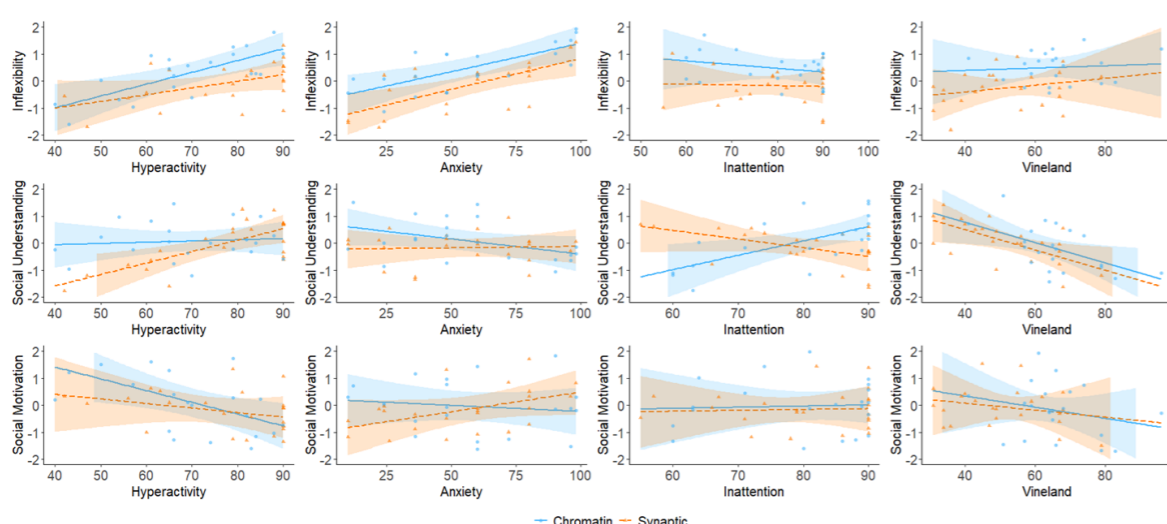 Inflexibility
2
1
0
-1
-2
40 50 60 70 80 90
Hyperactivity
Inflexibility
2
1
0
-1
-2
25 50 75 100
Anxiety
Inflexibility
2
1
0
-1
-2
50 60 70 80 90 100
Inattention
Inflexibility
2
1
0
-1
-2
40 60 80
Vineland
Social Understanding
2
1
0
-1
-2
40 50 60 70 80 90
Hyperactivity
Social Understanding
2
1
0
-1
-2
25 50 75 100
Anxiety
Social Understanding
2
1
0
-1
-2
60 70 80 90
Inattention
Social Understanding
2
1
0
-1
-2
40 60 80
Vineland
Social Motivation
2
1
0
-1
-2
40 50 60 70 80 90
Hyperactivity
Social Motivation
2
1
0
-1
-2
25 50 75 100
Anxiety
Social Motivation
2
1
0
-1
-2
60 70 80 90
Inattention
Social Motivation
2
1
0
-1
-2
40 60 80
Vineland
Chromatin Synaptic